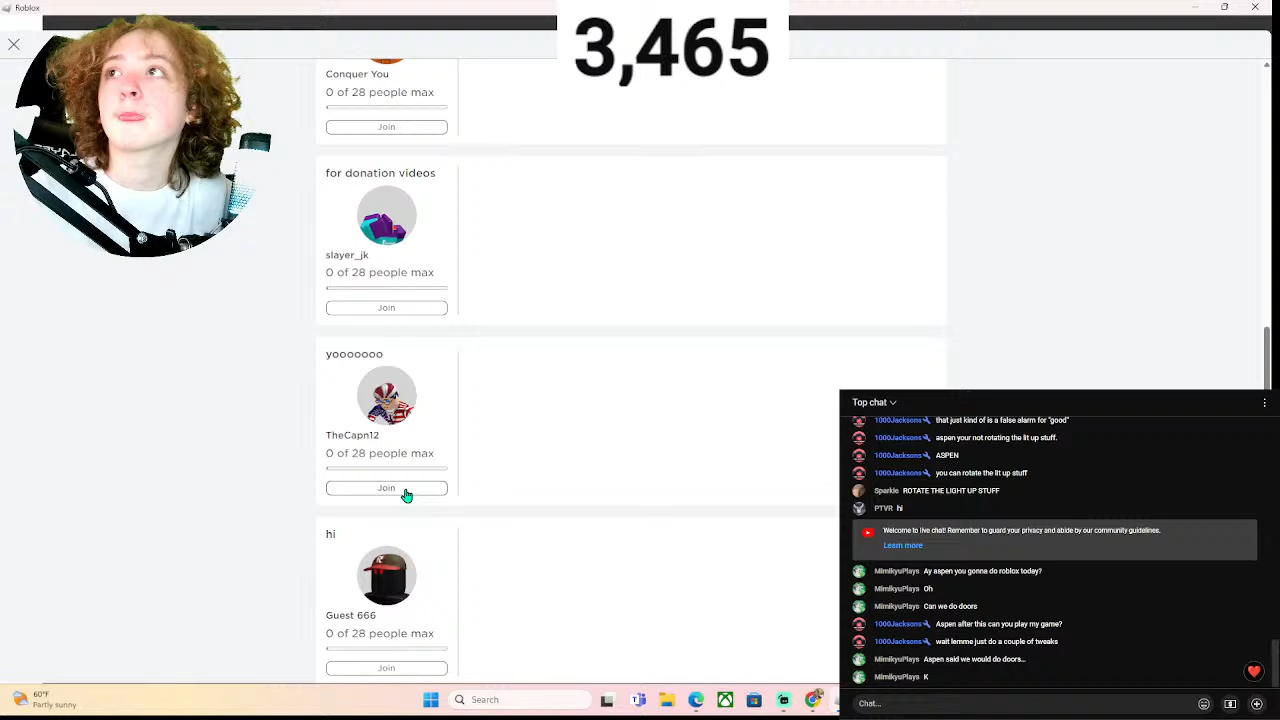 Roblox
3,465
Conquer You
0 of 28 people max
Join
for donation videos
slayer_jk
0 of 28 people max
Join
yooooooo
TheCapn12
0 of 28 people max
Join
hi
Guest 666
0 of 28 people max
Join
Top chat
1000Jacksons that just kind of is a false alarm for "good"
1000Jacksons aspen your not rotating the lit up stuff.
1000Jacksons ASPEN
1000Jacksons you can rotate the lit up stuff
Sparkle ROTATE THE LIGHT UP STUFF
PTVR hi
Welcome to live chat! Remember to guard your privacy and abide by our community guidelines.
Learn more
MimikyuPlays Ay aspen you gonna do roblox today?
MimikyuPlays Oh
MimikyuPlays Can we do doors
1000Jacksons Aspen after this can you play my game?
1000Jacksons wait lemme just do a couple of tweaks
MimikyuPlays Aspen said we would do doors...
MimikyuPlays K
Chat...
60°F
Partly sunny
Search